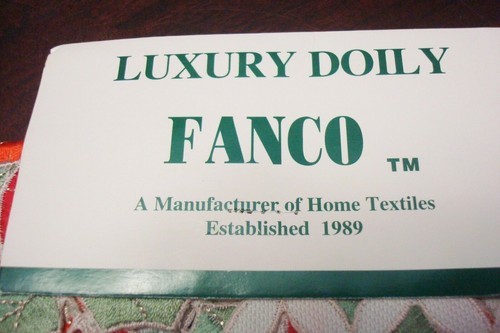 LUXURY DOILY
FANCO TM
A Manufacturer of Home Textiles
Established 1989